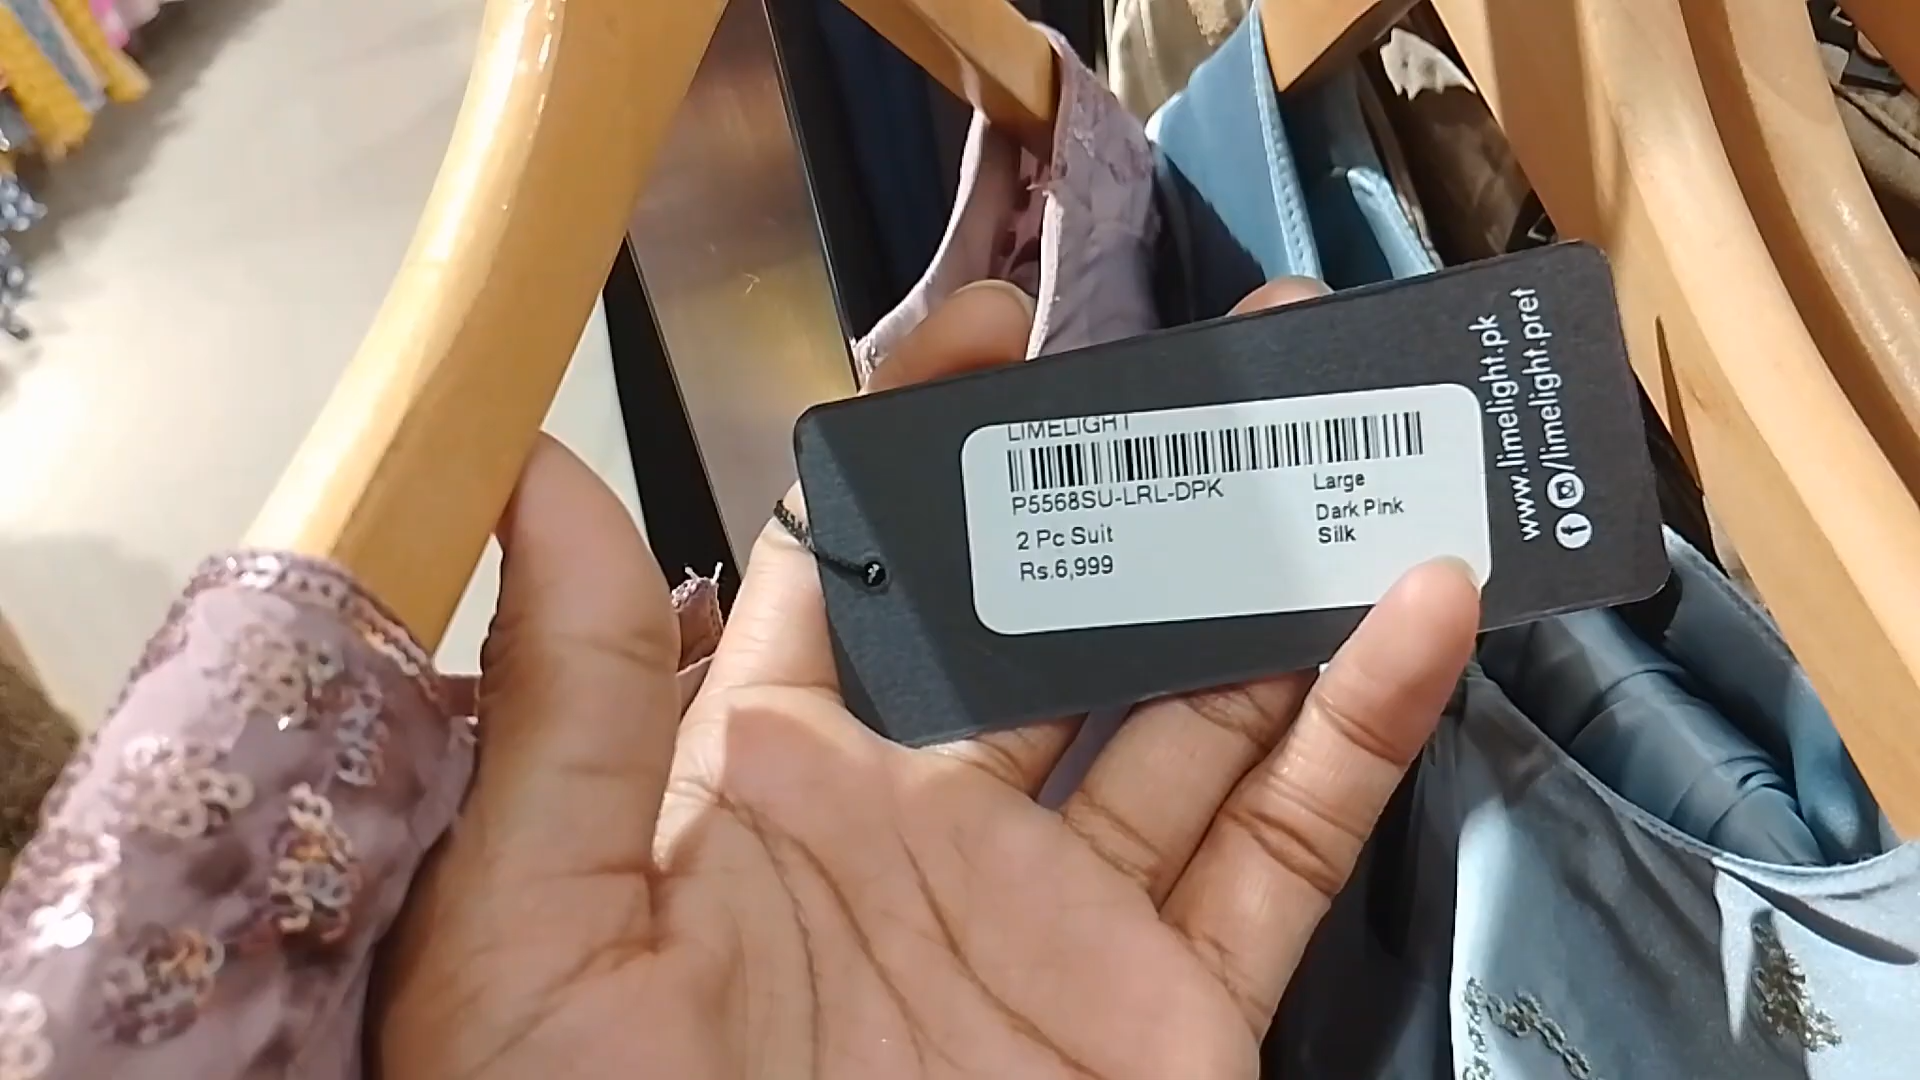 LIMELIGHT
P5568SU-LRL-DPK
Large
2 Pc Suit
Dark Pink
Rs.6,999
Silk
www.limelight.pk
/limelight.pret